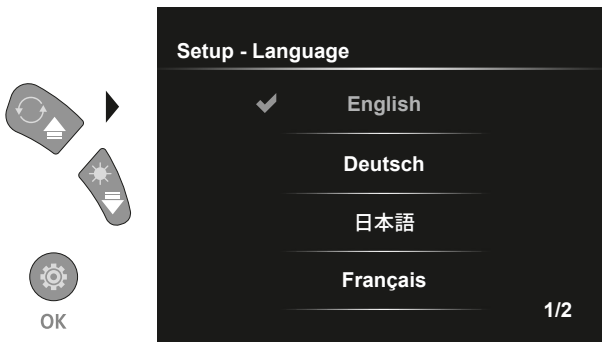 Setup - Language
English
Deutsch
日本語
Français
1/2
OK